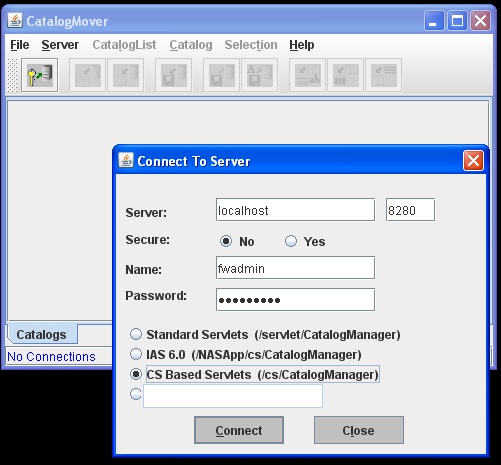 CatalogMover
File Server CatalogList Catalog Selection Help
Connect To Server
Server: localhost 8280
Secure: No Yes
Name: fwadmin
Password: •••••••••
Standard Servlets (/servlet/CatalogManager)
IAS 6.0 (/NASApp/cs/CatalogManager)
CS Based Servlets (/cs/CatalogManager)
Connect Close
Catalogs
No Connections